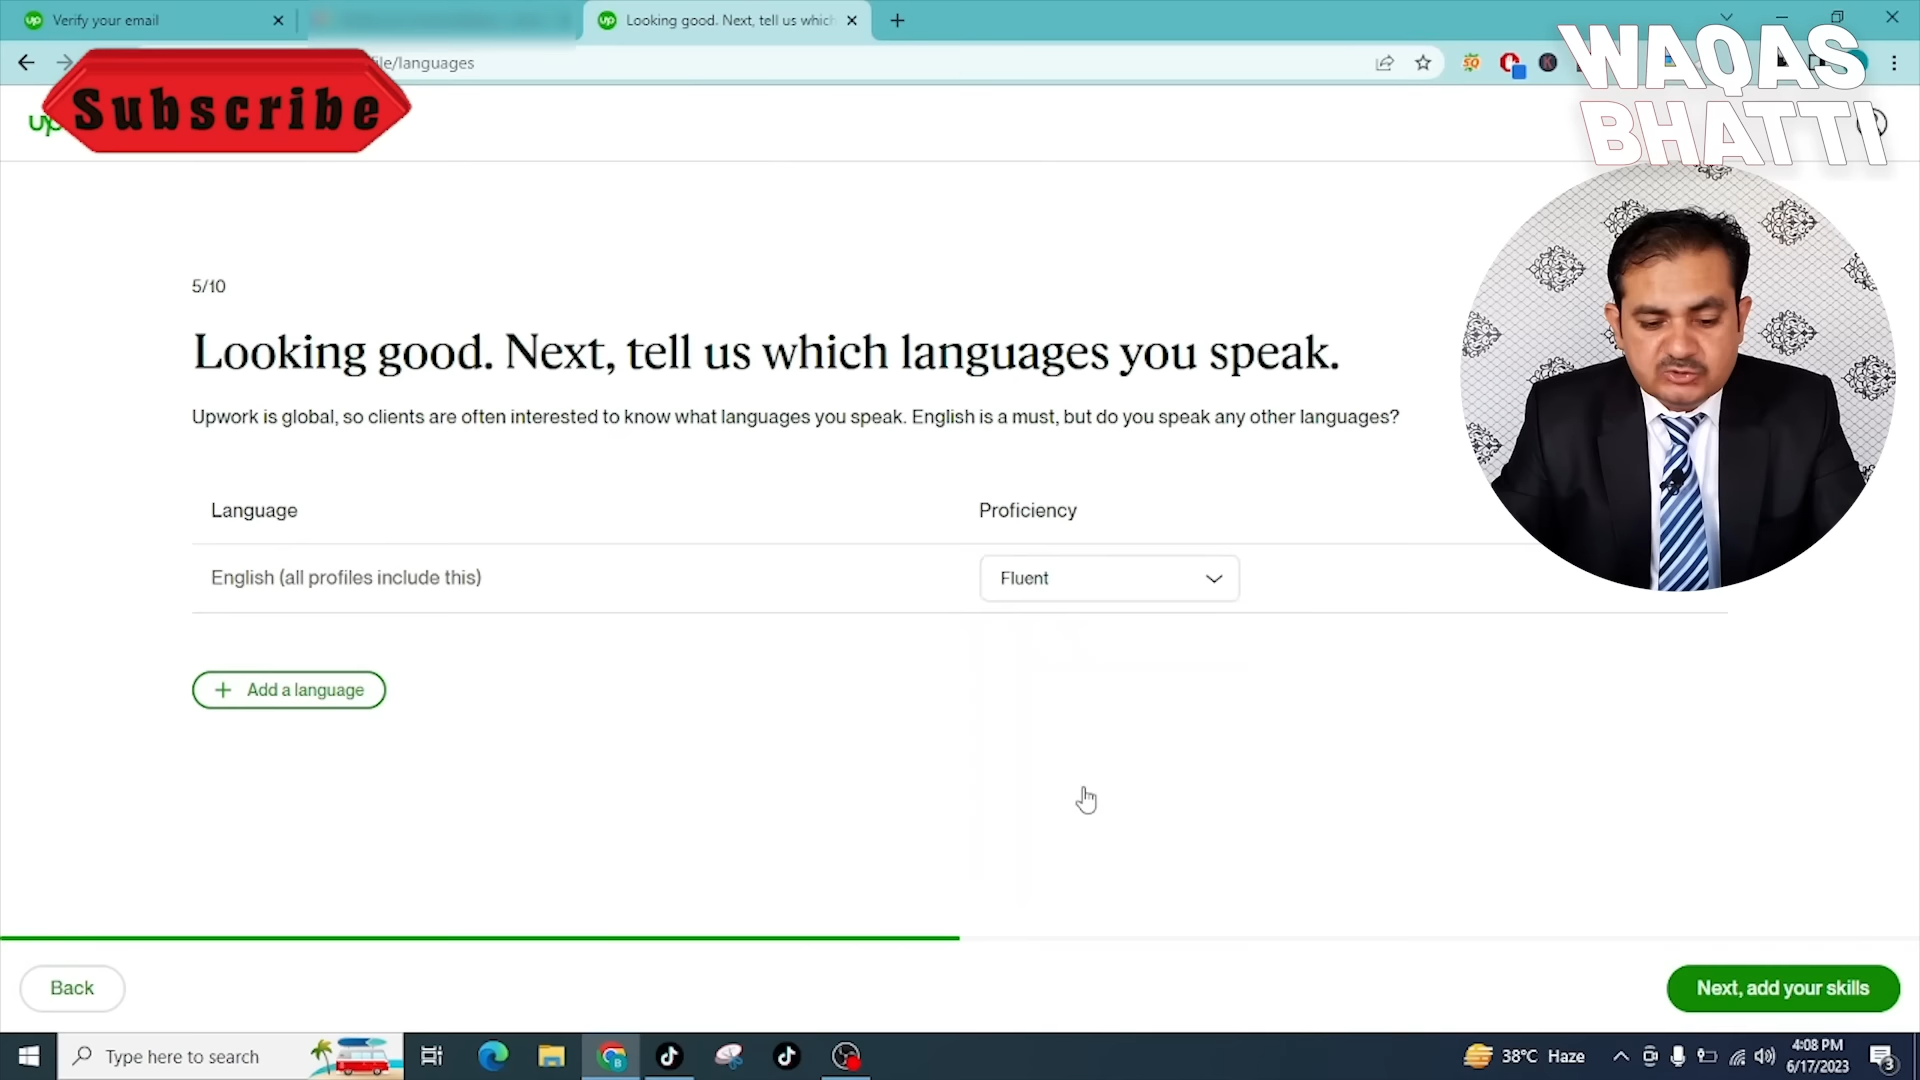 Verify your email
Looking good. Next, tell us which
file/languages
WAQAS
BHATTI
up
Subscribe
5/10
Looking good. Next, tell us which languages you speak.
Upwork is global, so clients are often interested to know what languages you speak. English is a must, but do you speak any other languages?
Language
Proficiency
English (all profiles include this)
Fluent
+ Add a language
Back
Next, add your skills
Type here to search
38°C Haze
4:08 PM
6/17/2023
3